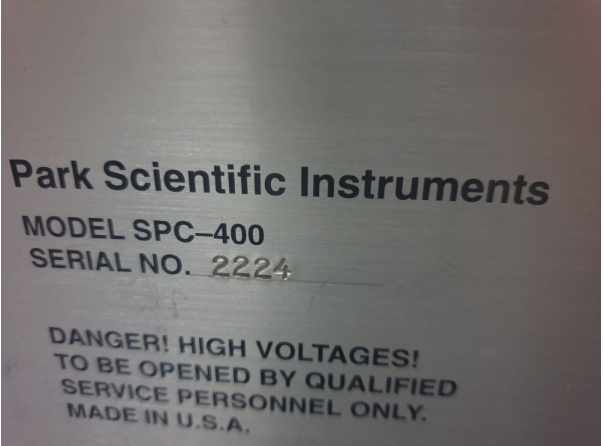 Park Scientific Instruments
MODEL SPC–400
SERIAL NO. 2224
DANGER! HIGH VOLTAGES!
TO BE OPENED BY QUALIFIED
SERVICE PERSONNEL ONLY.
MADE IN U.S.A.